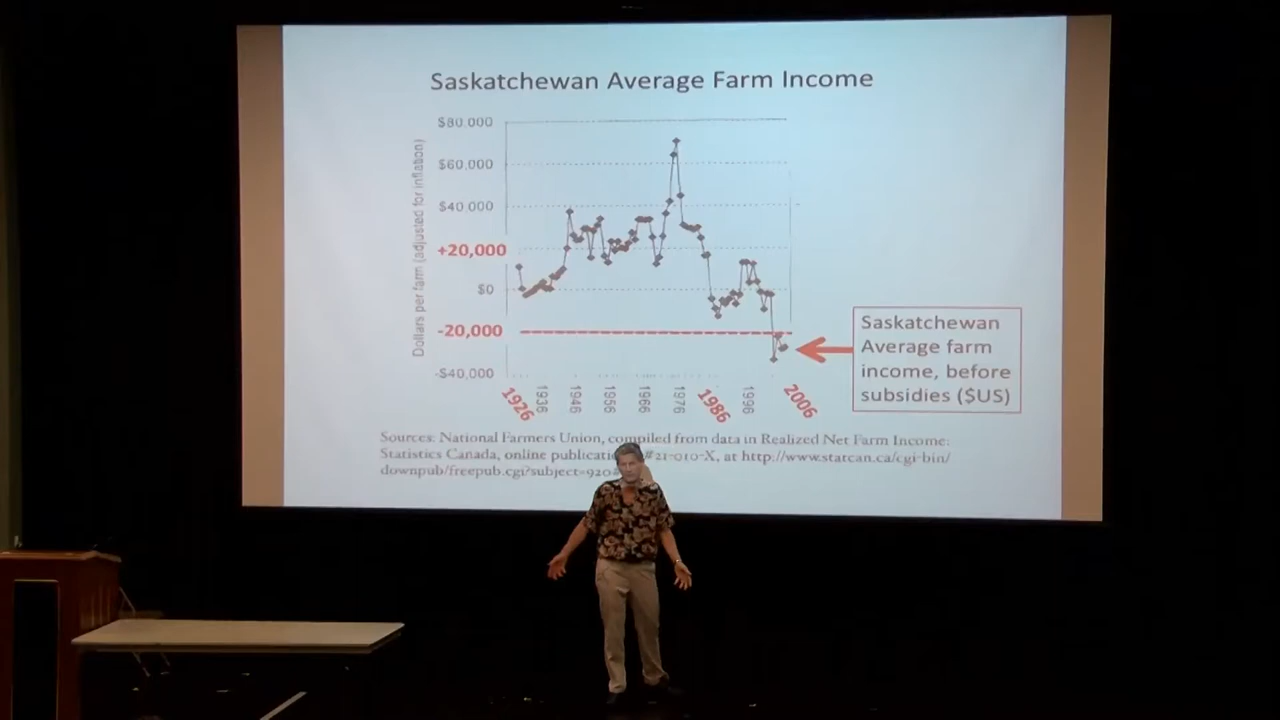 Saskatchewan Average Farm Income
Dollars per farm (adjusted for inflation)
$80,000
$60,000
$40,000
+20,000
$0
-20,000
-$40,000
1926
1936
1946
1956
1966
1976
1986
1996
2006
Saskatchewan
Average farm
income, before
subsidies ($US)
Sources: National Farmers Union, compiled from data in Realized Net Farm Income:
Statistics Canada, online #21-010-X, at http://www.statcan.ca/cgi-bin/
downpub/freepub.cgi?subject=920